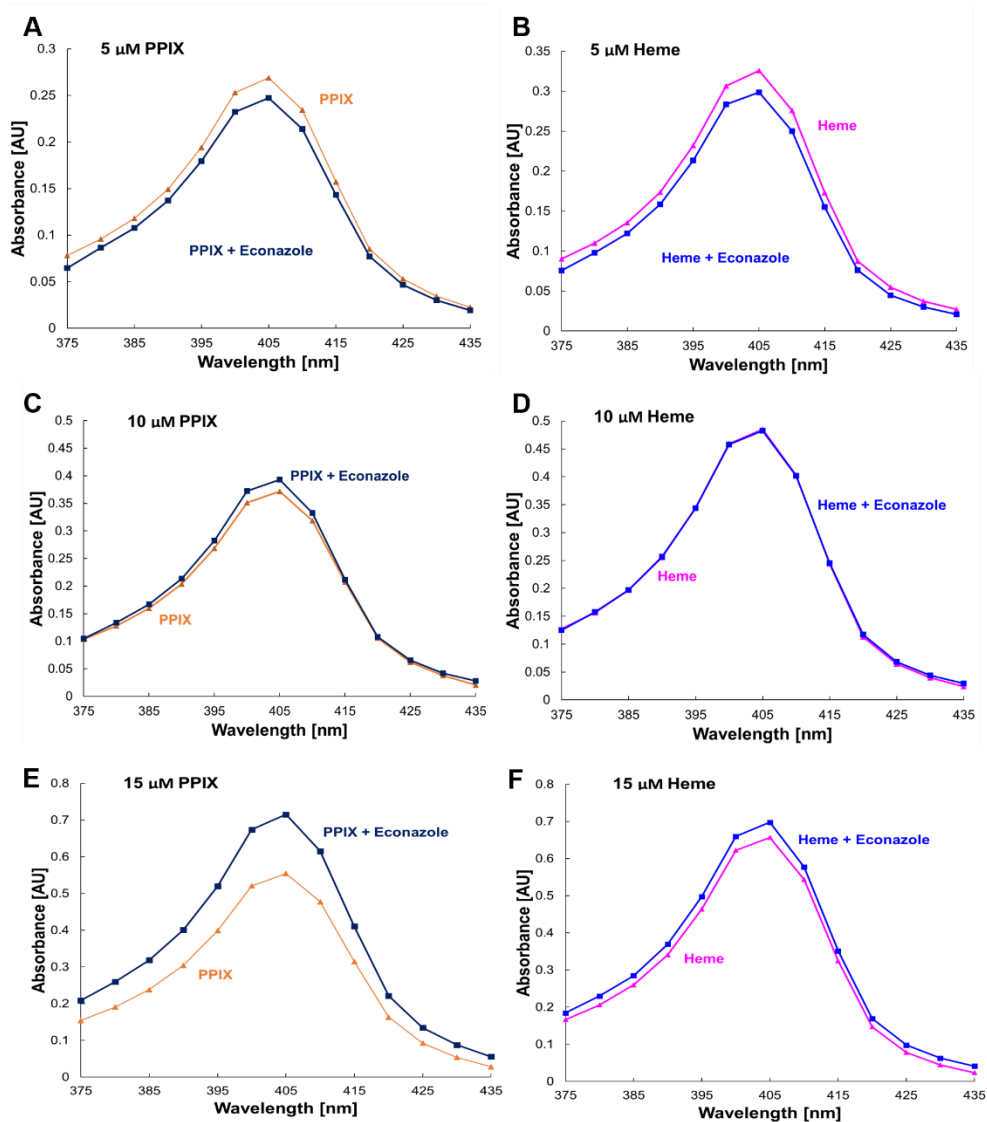 A
5 µM PPIX
0.3
0.25
0.2
0.15
0.1
0.05
0
Absorbance [AU]
PPIX
PPIX + Econazole
375
385
395
405
415
425
435
Wavelength [nm]
B
5 µM Heme
0.35
0.3
0.25
0.2
0.15
0.1
0.05
0
Absorbance [AU]
Heme
Heme + Econazole
375
385
395
405
415
425
435
Wavelength [nm]
C
10 µM PPIX
0.5
0.45
0.4
0.35
0.3
0.25
0.2
0.15
0.1
0.05
0
Absorbance [AU]
PPIX + Econazole
PPIX
375
385
395
405
415
425
435
Wavelength [nm]
D
10 µM Heme
0.5
0.45
0.4
0.35
0.3
0.25
0.2
0.15
0.1
0.05
0
Absorbance [AU]
Heme + Econazole
Heme
375
385
395
405
415
425
435
Wavelength [nm]
E
15 µM PPIX
0.8
0.7
0.6
0.5
0.4
0.3
0.2
0.1
0
Absorbance [AU]
PPIX + Econazole
PPIX
375
385
395
405
415
425
435
Wavelength [nm]
F
15 µM Heme
0.8
0.7
0.6
0.5
0.4
0.3
0.2
0.1
0
Absorbance [AU]
Heme + Econazole
Heme
375
385
395
405
415
425
435
Wavelength [nm]